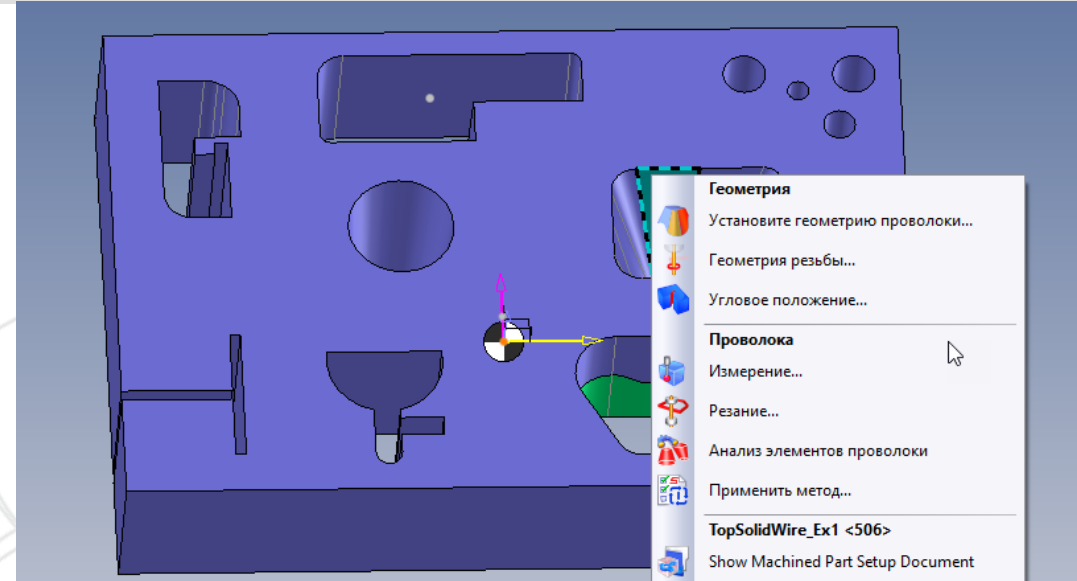 Геометрия
Установите геометрию проволоки...
Геометрия резьбы...
Угловое положение...
Проволока
Измерение...
Резание...
Анализ элементов проволоки
Применить метод...
TopSolidWire_Ex1 <506>
Show Machined Part Setup Document